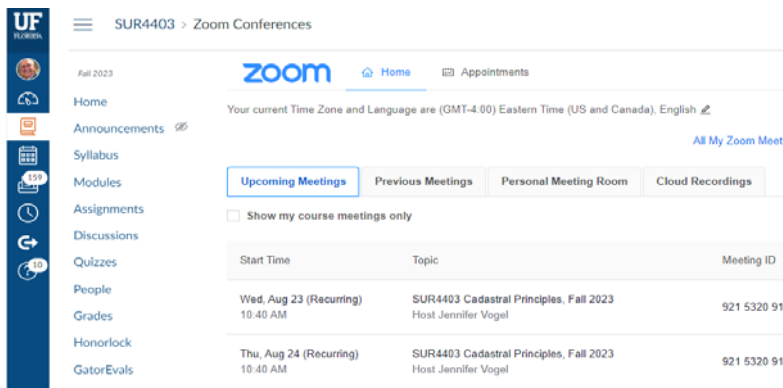 UF
FLORIDA
SUR4403 > Zoom Conferences
Fall 2023
Home
Announcements
Syllabus
Modules
Assignments
Discussions
Quizzes
People
Grades
Honorlock
GatorEvals
159
10
zoom
Home
Appointments
Your current Time Zone and Language are (GMT-4:00) Eastern Time (US and Canada), English
All My Zoom Meet
Upcoming Meetings Previous Meetings Personal Meeting Room Cloud Recordings
Show my course meetings only
Start Time Topic Meeting ID
Wed, Aug 23 (Recurring) SUR4403 Cadastral Principles, Fall 2023 921 5320 91
10:40 AM Host Jennifer Vogel
Thu, Aug 24 (Recurring) SUR4403 Cadastral Principles, Fall 2023 921 5320 91
10:40 AM Host Jennifer Vogel